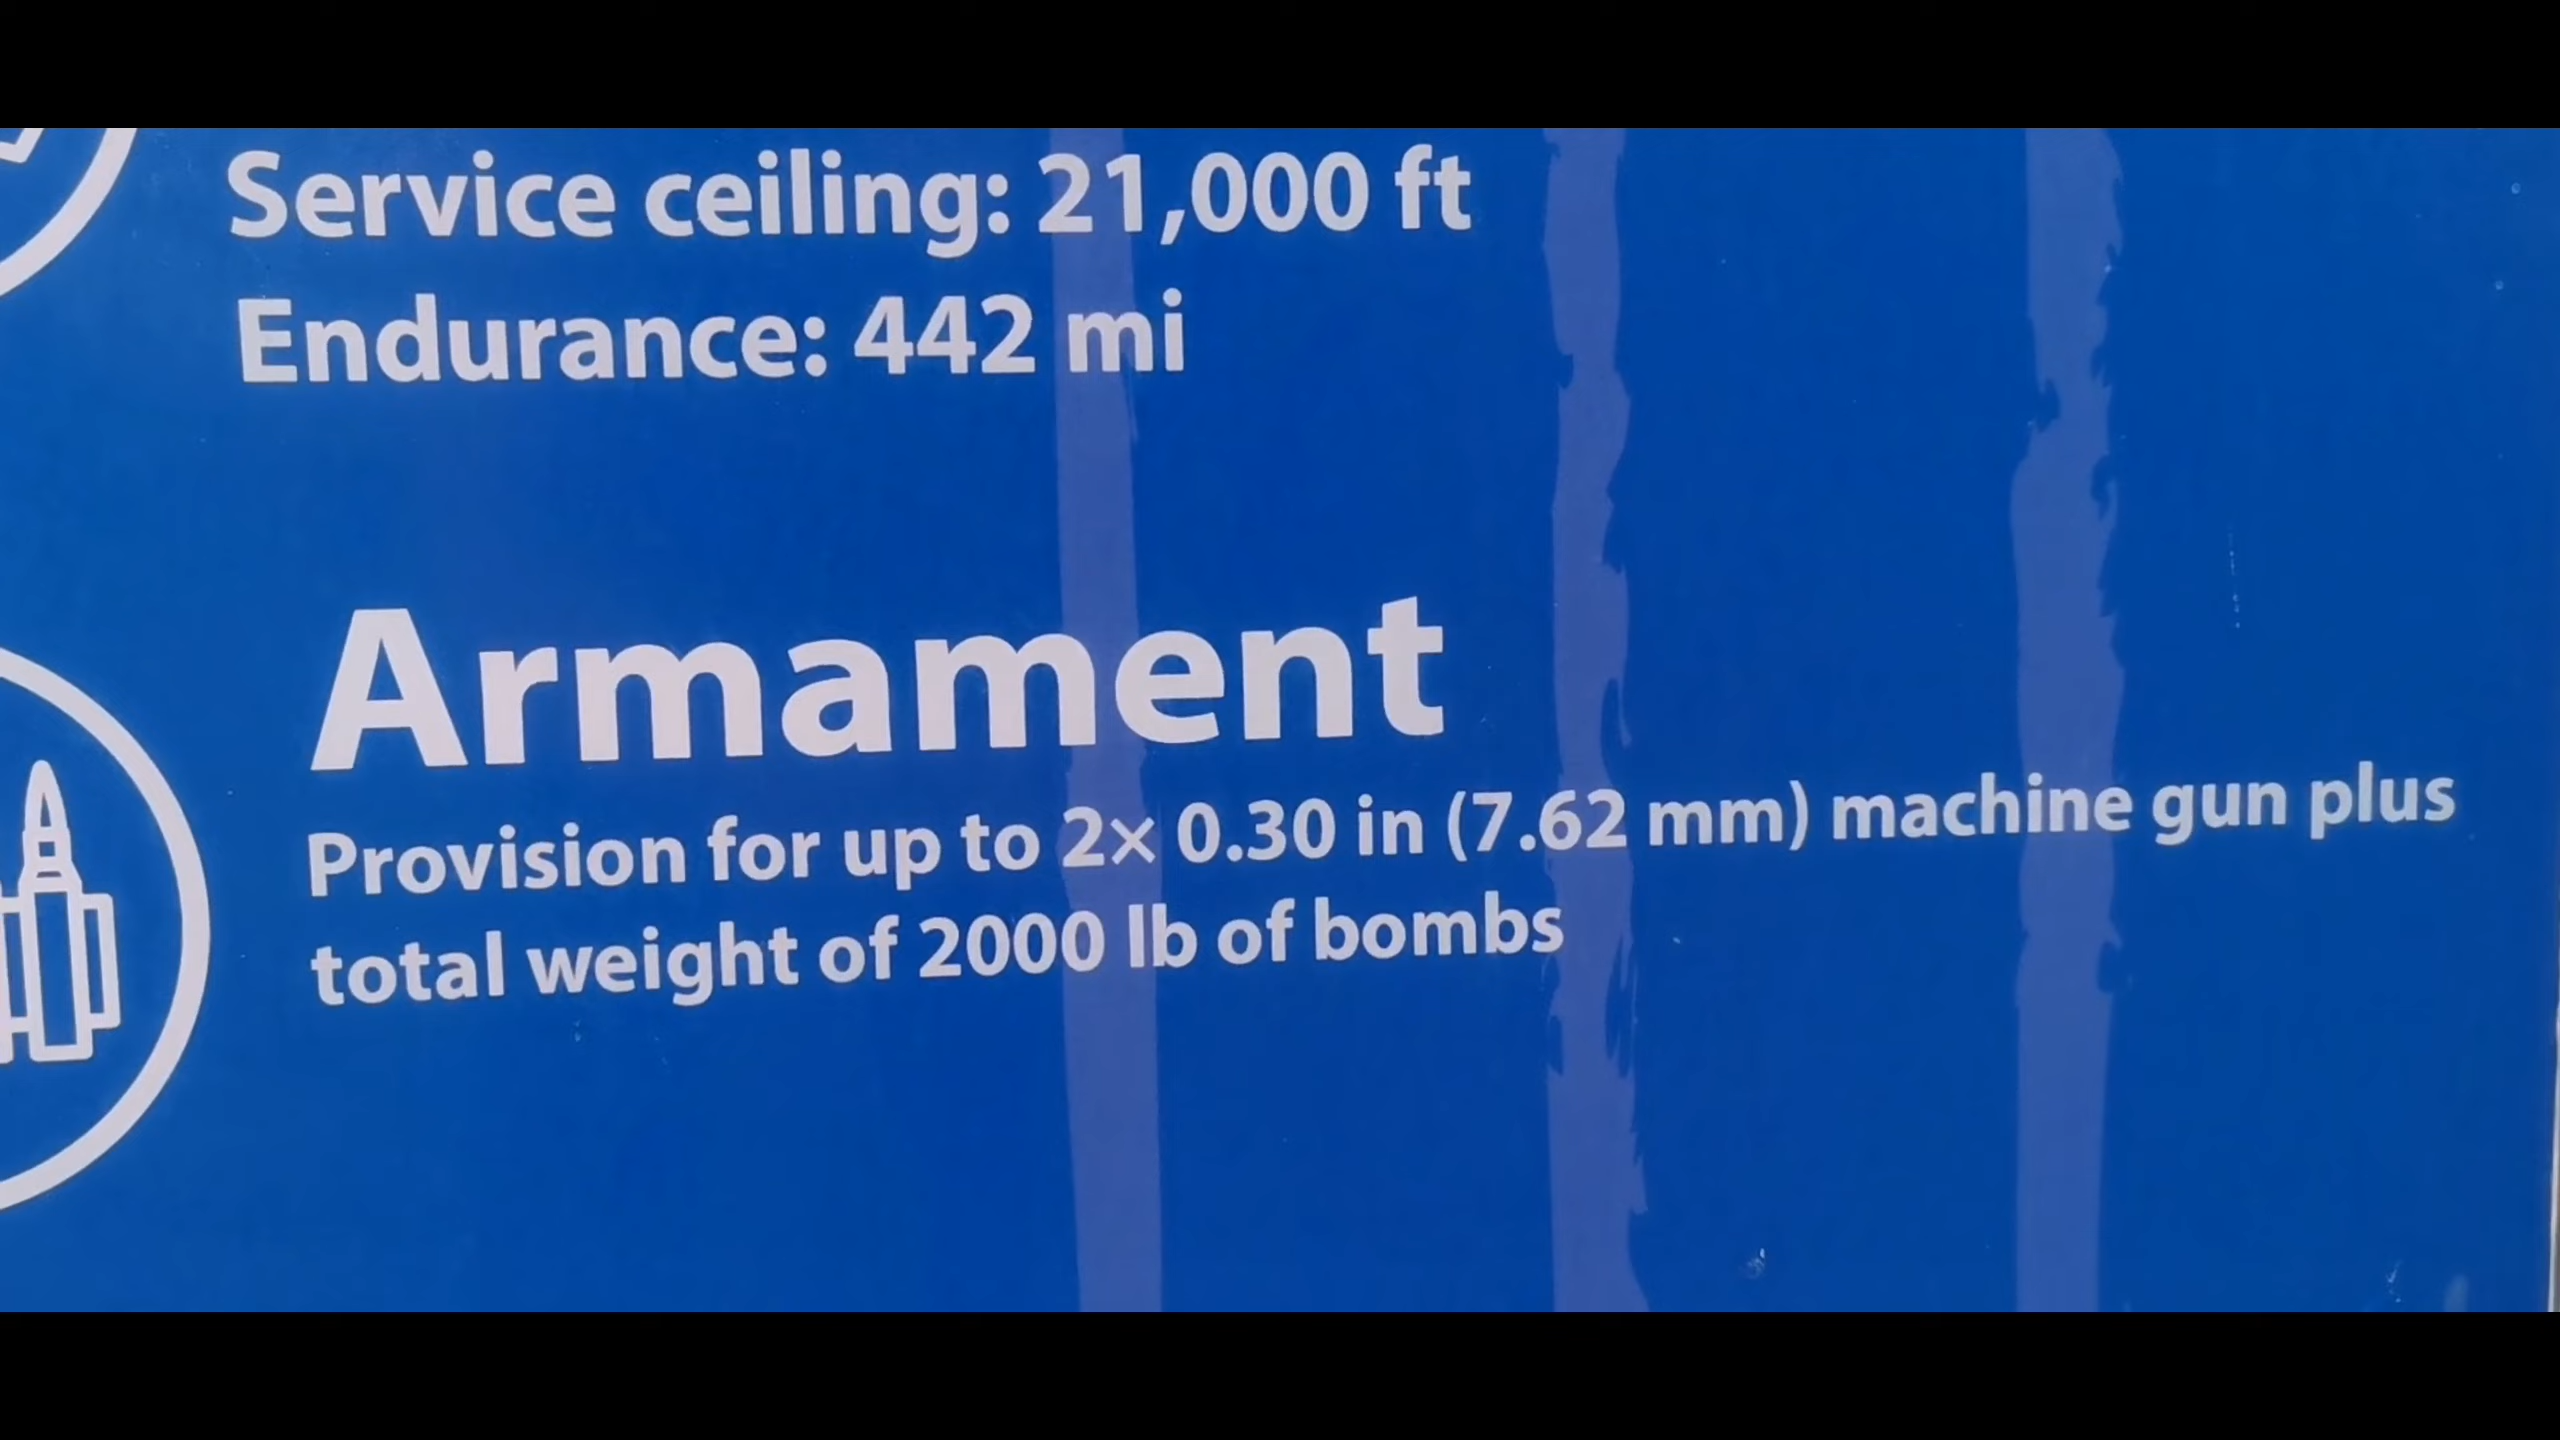 Service ceiling: 21,000 ft
Endurance: 442 mi
Armament
Provision for up to 2× 0.30 in (7.62 mm) machine gun plus
total weight of 2000 lb of bombs